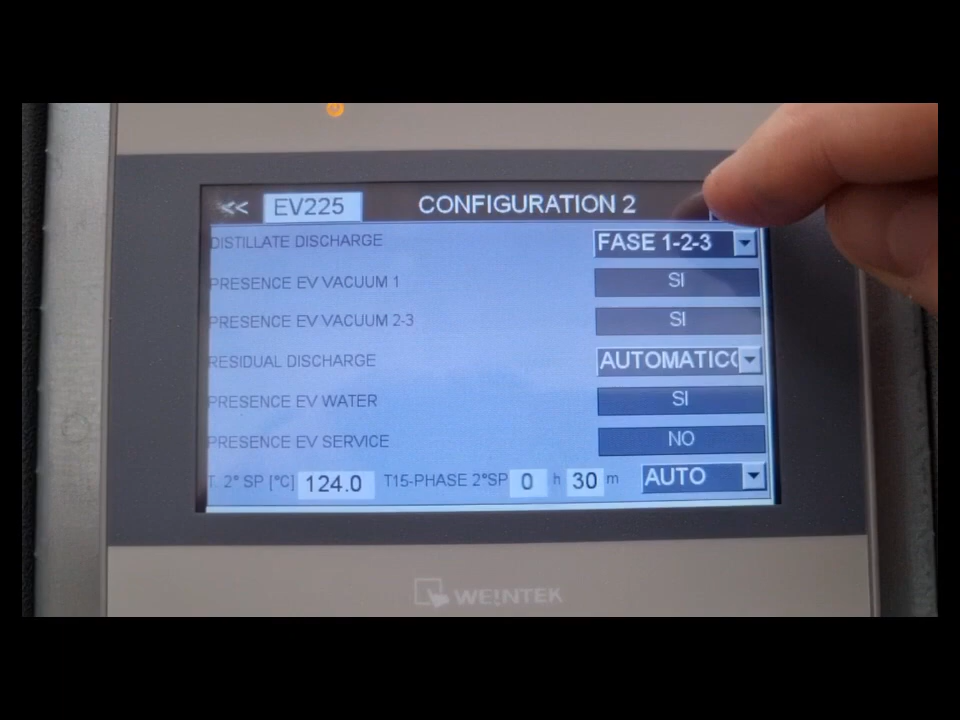 << EV225 CONFIGURATION 2
DISTILLATE DISCHARGE FASE 1-2-3
PRESENCE EV VACUUM 1 SI
PRESENCE EV VACUUM 2-3 SI
RESIDUAL DISCHARGE AUTOMATICO
PRESENCE EV WATER SI
PRESENCE EV SERVICE NO
T. 2° SP [°C] 124.0 T15-PHASE 2°SP 0 h 30 m AUTO
WEINTEK